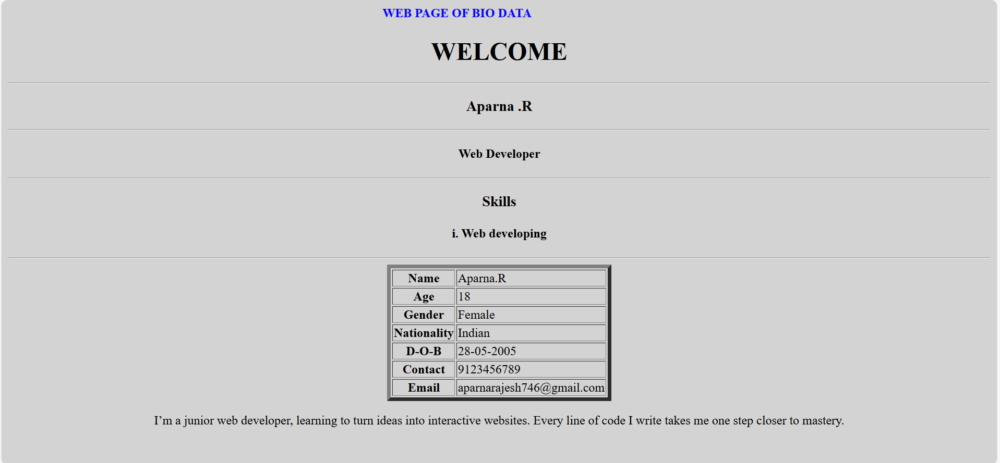 WEB PAGE OF BIO DATA
WELCOME
Aparna .R
Web Developer
Skills
i. Web developing
Name Aparna.R
Age 18
Gender Female
Nationality Indian
D-O-B 28-05-2005
Contact 9123456789
Email aparnarajesh746@gmail.com
I’m a junior web developer, learning to turn ideas into interactive websites. Every line of code I write takes me one step closer to mastery.